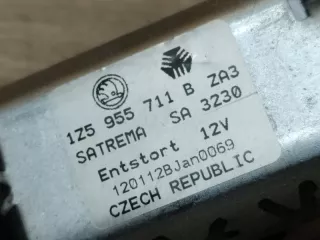 1Z5 955 711 B ZA3
SATREMA SA 3230
Entstort 12V
120112BJan0069
CZECH REPUBLIC